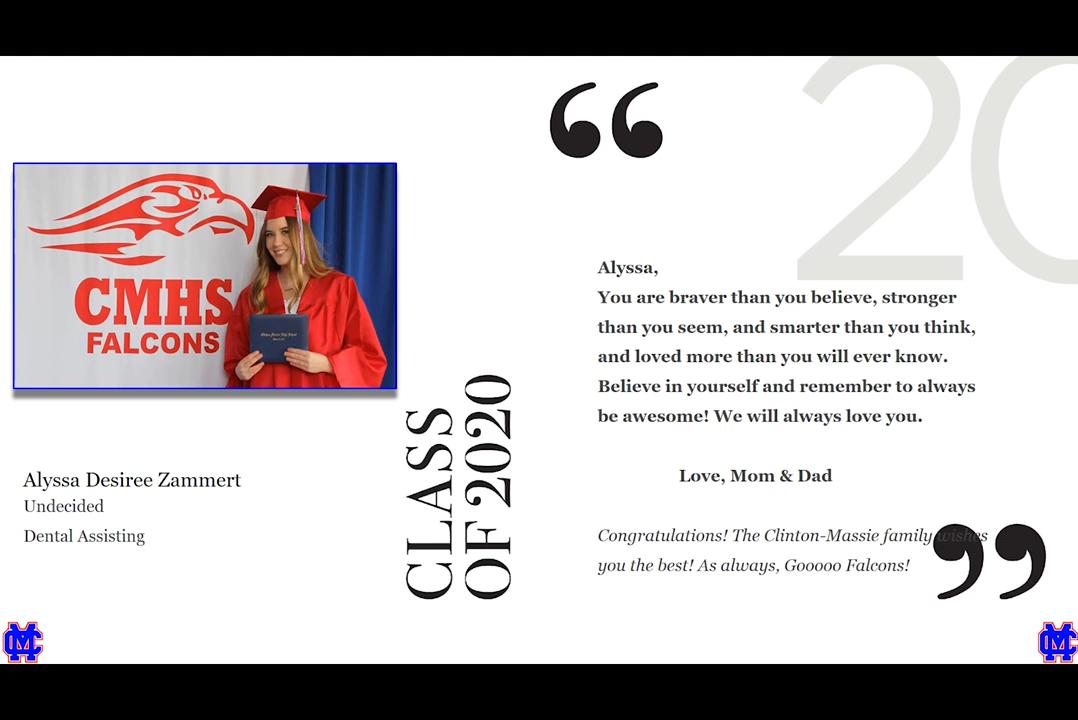 CMHS
FALCONS
Alyssa Desiree Zammert
Undecided
Dental Assisting
CLASS
OF 2020
20
“
Alyssa,
You are braver than you believe, stronger
than you seem, and smarter than you think,
and loved more than you will ever know.
Believe in yourself and remember to always
be awesome! We will always love you.
Love, Mom & Dad
Congratulations! The Clinton-Massie family wishes
you the best! As always, Gooooo Falcons!
”
CM
CM